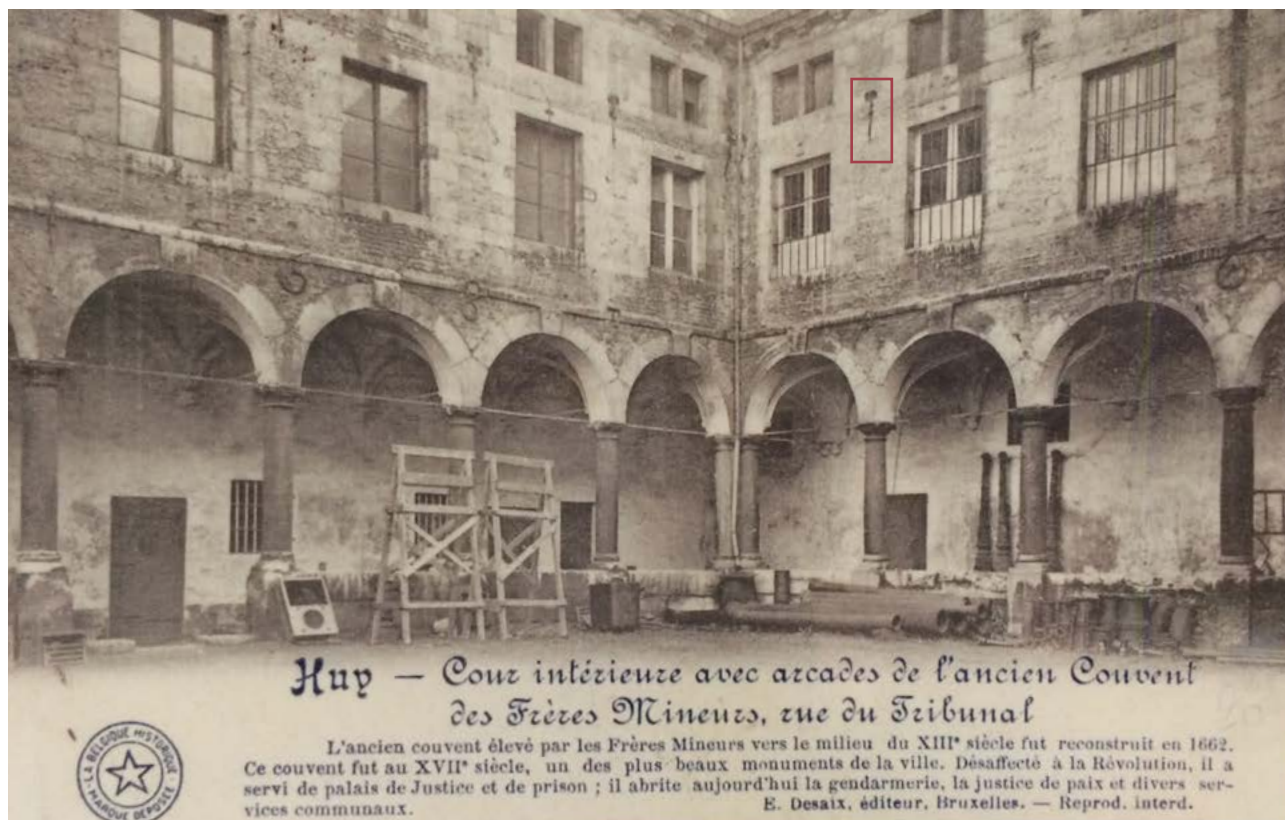 Huy — Cour intérieure avec arcades de l'ancien Couvent
des Frères Mineurs, rue du Tribunal
L'ancien couvent élevé par les Frères Mineurs vers le milieu du XIIIe siècle fut reconstruit en 1662.
Ce couvent fut au XVIIe siècle, un des plus beaux monuments de la ville. Désaffecté à la Révolution, il a
servi de palais de Justice et de prison ; il abrite aujourd'hui la gendarmerie, la justice de paix et divers ser-
vices communaux.
E. Desaix, éditeur, Bruxelles. — Reprod. interd.
LA BELGIQUE HISTORIQUE
MARQUE DÉPOSÉE